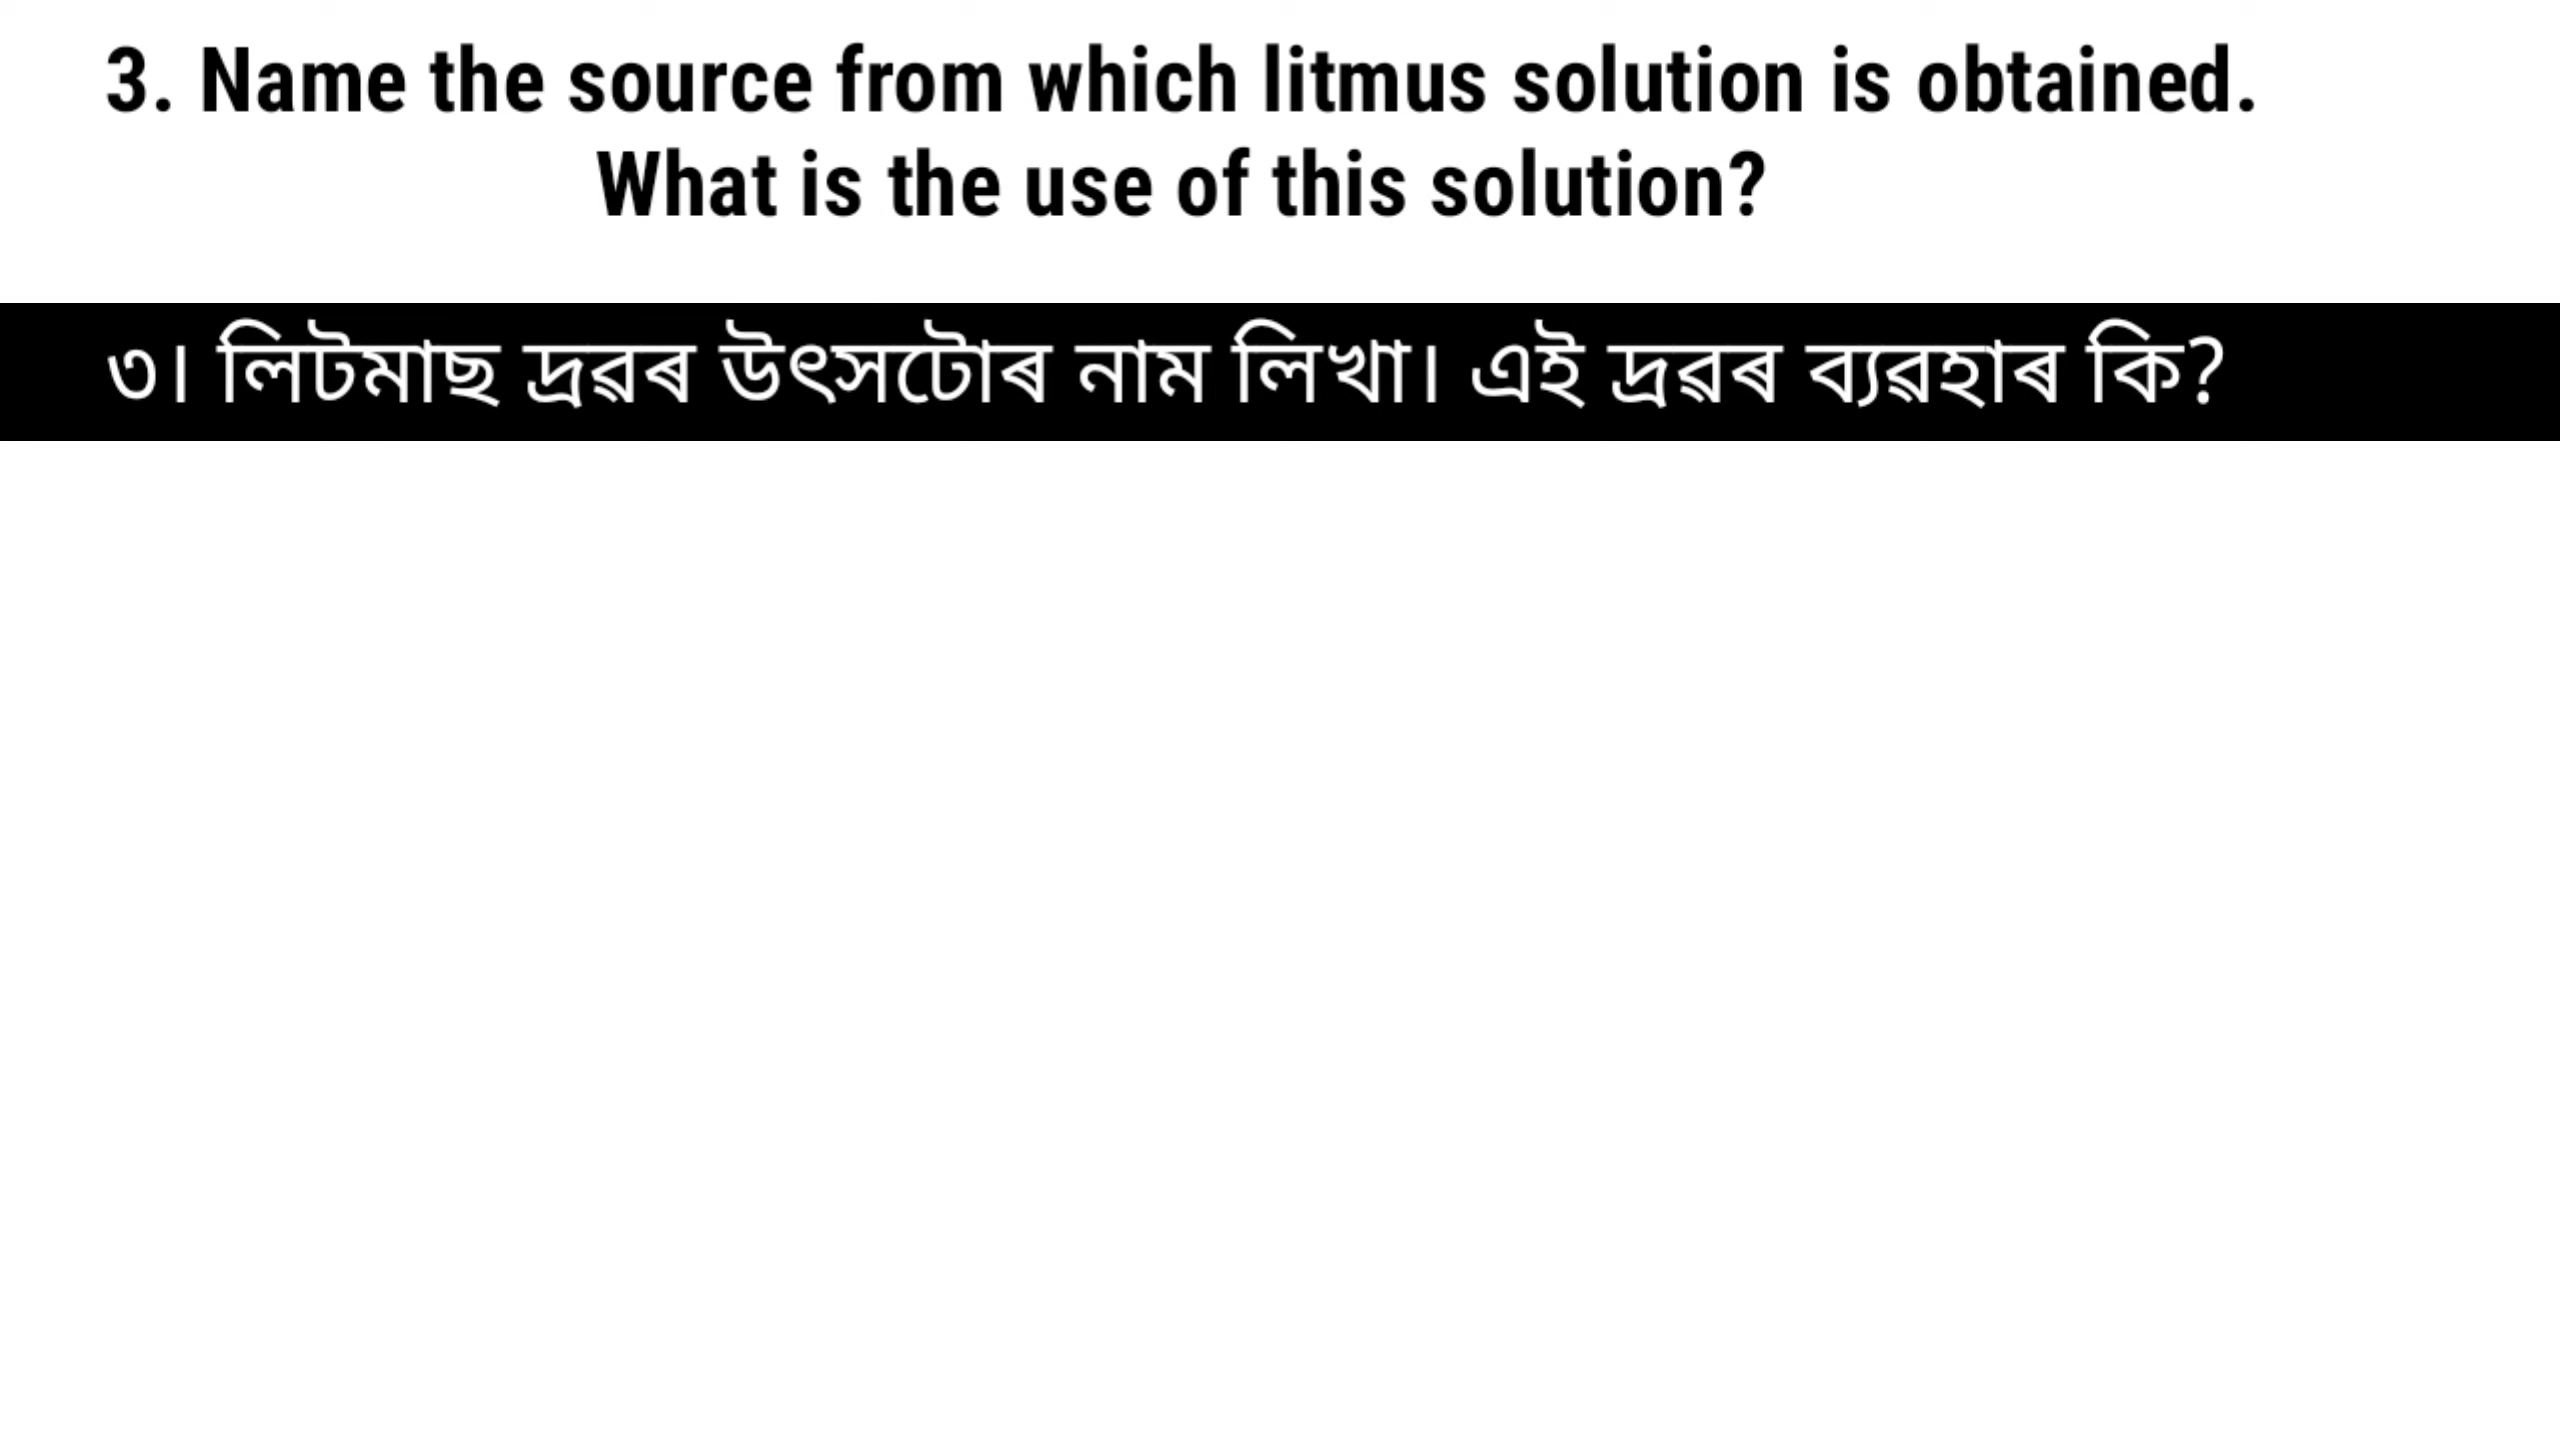 3. Name the source from which litmus solution is obtained.
What is the use of this solution?
৩। লিটমাছ দ্ৰৱৰ উৎসটোৰ নাম লিখা। এই দ্ৰৱৰ ব্যৱহাৰ কি?